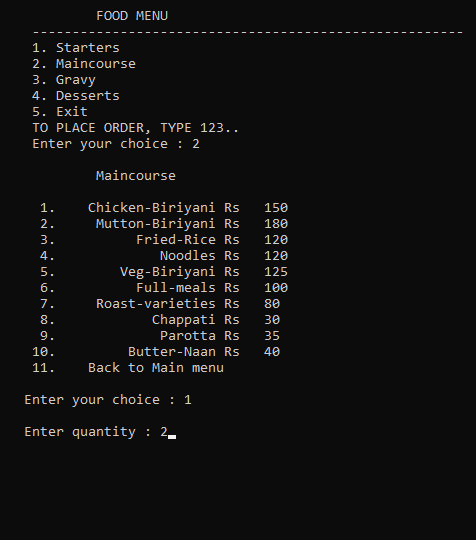 FOOD MENU
------------------------------------------------------
1. Starters
2. Maincourse
3. Gravy
4. Desserts
5. Exit
TO PLACE ORDER, TYPE 123..
Enter your choice : 2
Maincourse
1. Chicken-Biriyani Rs 150
2. Mutton-Biriyani Rs 180
3. Fried-Rice Rs 120
4. Noodles Rs 120
5. Veg-Biriyani Rs 125
6. Full-meals Rs 100
7. Roast-varieties Rs 80
8. Chappati Rs 30
9. Parotta Rs 35
10. Butter-Naan Rs 40
11. Back to Main menu
Enter your choice : 1
Enter quantity : 2